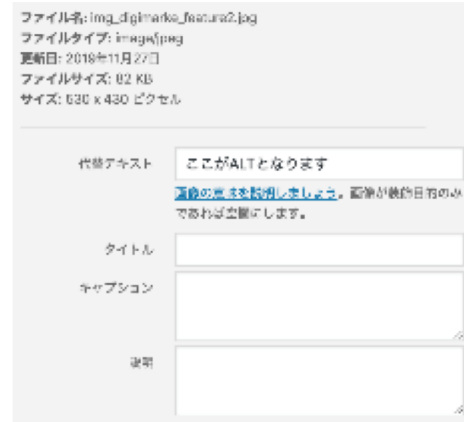 ファイル名: img_digimarke_feature2.jpg
ファイルタイプ: image/jpeg
更新日: 2019年11月27日
ファイルサイズ: 82 KB
サイズ: 630 x 430 ピクセル
代替テキスト
ここがALTとなります
画像の意味を説明しましょう。画像が装飾目的のみ
であれば空欄にします。
タイトル
キャプション
説明